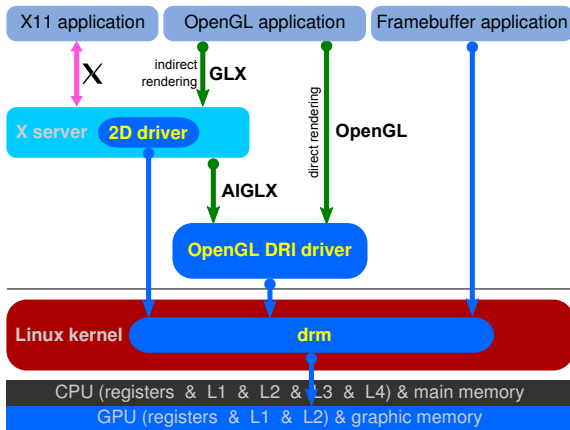 X11 application
OpenGL application
Framebuffer application
X
indirect
rendering
GLX
direct rendering
OpenGL
X server
2D driver
AIGLX
OpenGL DRI driver
Linux kernel
drm
CPU (registers & L1 & L2 & L3 & L4) & main memory
GPU (registers & L1 & L2) & graphic memory